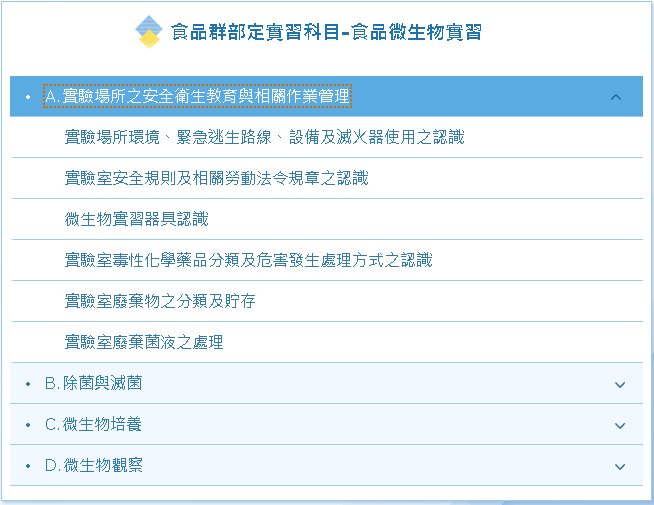 食品群部定實習科目-食品微生物實習
• A.實驗場所之安全衛生教育與相關作業管理
實驗場所環境、緊急逃生路線、設備及滅火器使用之認識
實驗室安全規則及相關勞動法令規章之認識
微生物實習器具認識
實驗室毒性化學藥品分類及危害發生處理方式之認識
實驗室廢棄物之分類及貯存
實驗室廢棄菌液之處理
• B.除菌與滅菌
• C.微生物培養
• D.微生物觀察